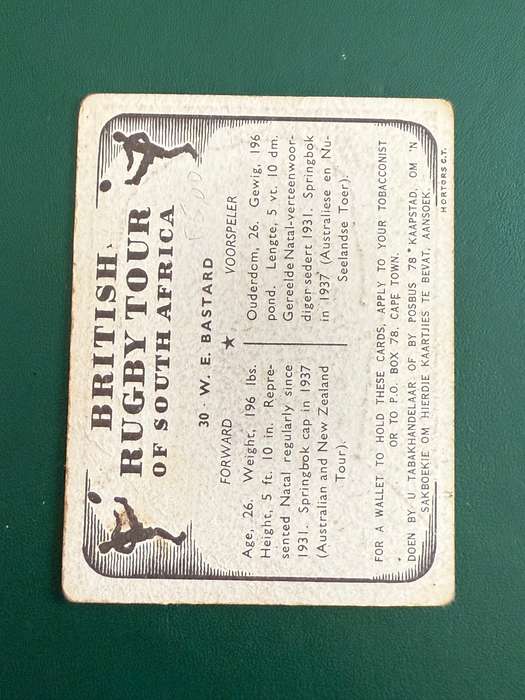 BRITISH
RUGBY TOUR
OF SOUTH AFRICA
30 · W. E. BASTARD
FORWARD
VOORSPELER
Age, 26. Weight, 196 lbs.
Height, 5 ft. 10 in. Repre-
sented Natal regularly since
1931. Springbok cap in 1937
(Australian and New Zealand
Tour).
Ouderdom, 26. Gewig, 196
pond. Lengte, 5 vt. 10 dm.
Gereelde Natal-verteenwoor-
diger sedert 1931. Springbok
in 1937 (Australiese en Nu-
Seelandse Toer).
FOR A WALLET TO HOLD THESE CARDS, APPLY TO YOUR TOBACCONIST
OR TO P.O. BOX 78, CAPE TOWN.
DOEN BY U TABAKHANDELAAR OF BY POSBUS 78 KAAPSTAD, OM 'N
SAKBOEKIE OM HIERDIE KAARTJIES TE BEVAT, AANSOEK.
HORTORS C.T.